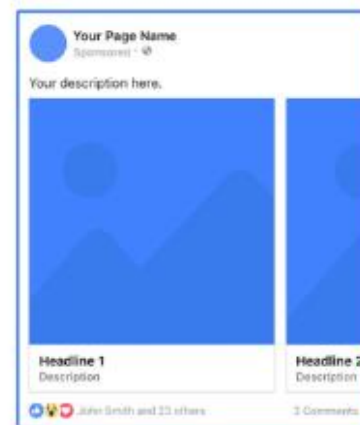 Your Page Name
Sponsored ·
Your description here.
Headline 1
Description
Headline 2
Description
John Smith and 23 others
2 Comments